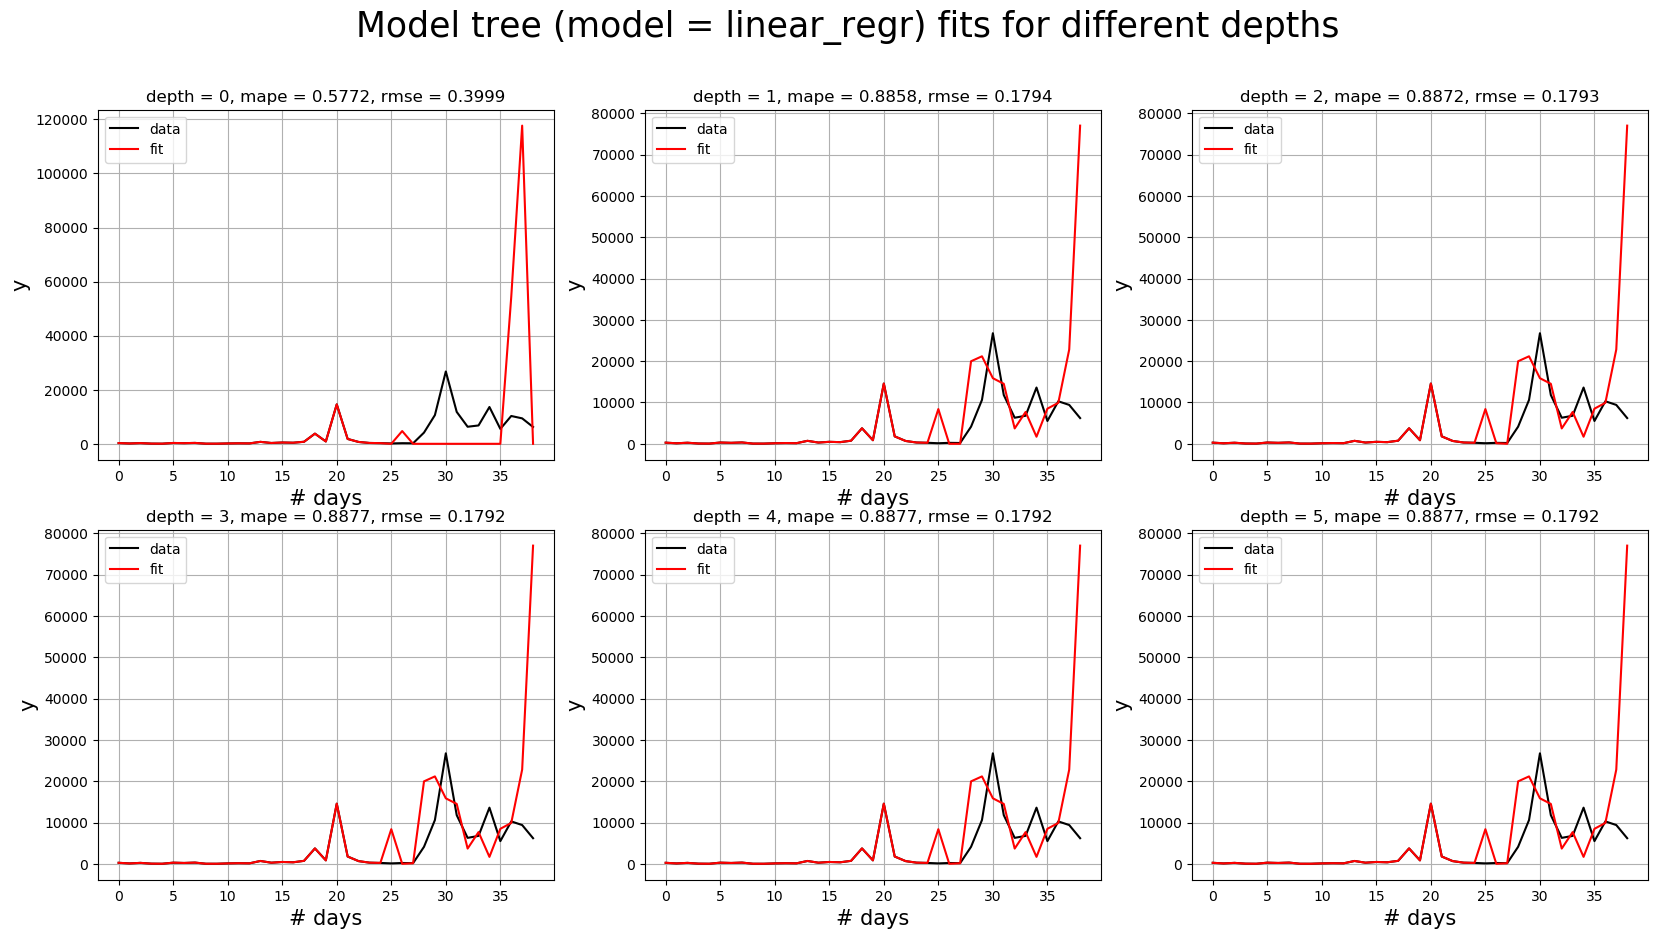 Model tree (model = linear_regr) fits for different depths
depth = 0, mape = 0.5772, rmse = 0.3999
data
fit
120000
100000
80000
60000
40000
20000
0
y
0 5 10 15 20 25 30 35
# days
depth = 1, mape = 0.8858, rmse = 0.1794
data
fit
80000
70000
60000
50000
40000
30000
20000
10000
0
y
0 5 10 15 20 25 30 35
# days
depth = 2, mape = 0.8872, rmse = 0.1793
data
fit
80000
70000
60000
50000
40000
30000
20000
10000
0
y
0 5 10 15 20 25 30 35
# days
depth = 3, mape = 0.8877, rmse = 0.1792
data
fit
80000
70000
60000
50000
40000
30000
20000
10000
0
y
0 5 10 15 20 25 30 35
# days
depth = 4, mape = 0.8877, rmse = 0.1792
data
fit
80000
70000
60000
50000
40000
30000
20000
10000
0
y
0 5 10 15 20 25 30 35
# days
depth = 5, mape = 0.8877, rmse = 0.1792
data
fit
80000
70000
60000
50000
40000
30000
20000
10000
0
y
0 5 10 15 20 25 30 35
# days